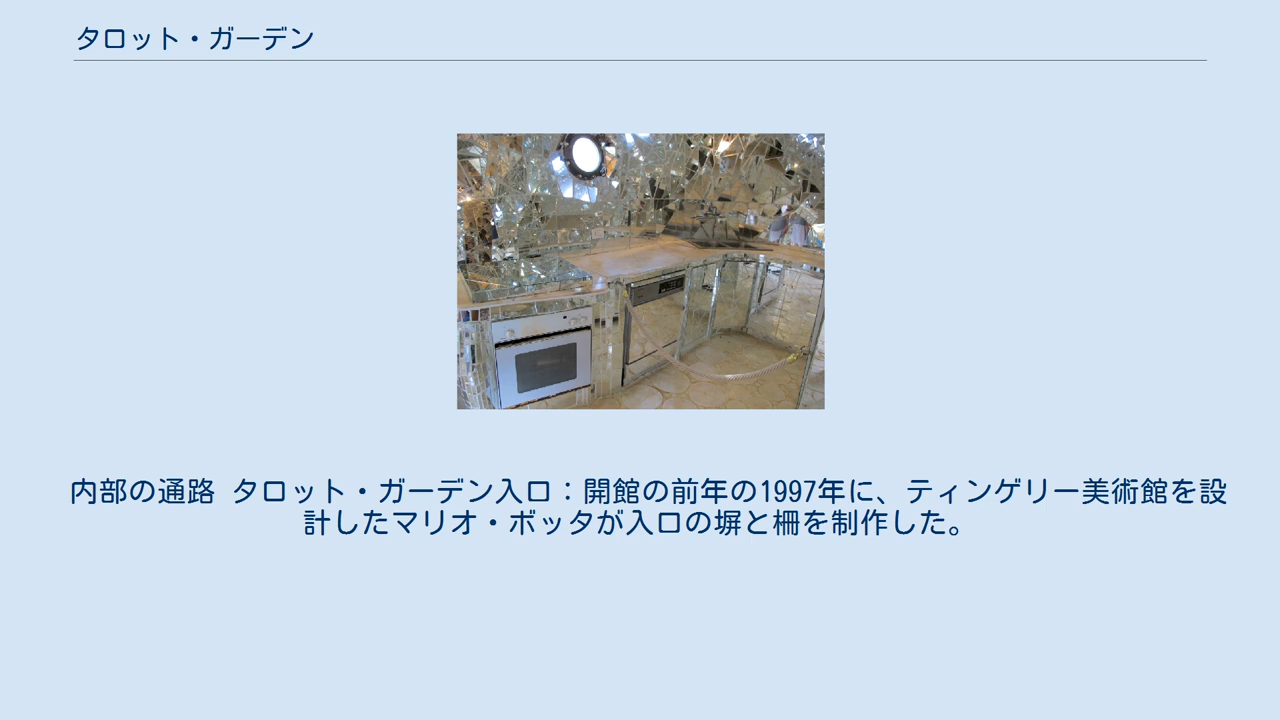 タロット・ガーデン
内部の通路 タロット・ガーデン入口：開館の前年の1997年に、ティンゲリー美術館を設
計したマリオ・ボッタが入口の塀と柵を制作した。